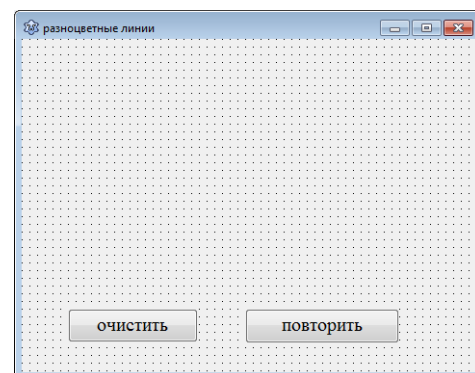 разноцветные линии
очистить
повторить